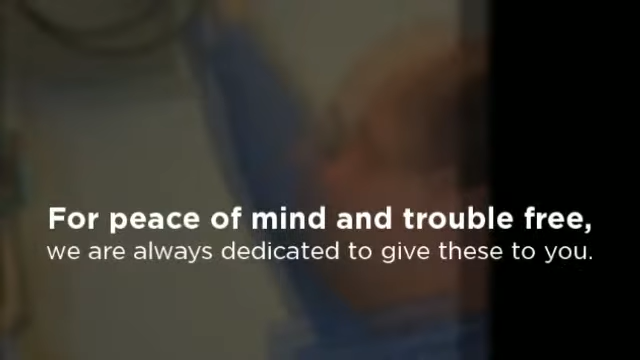 For peace of mind and trouble free,
we are always dedicated to give these to you.